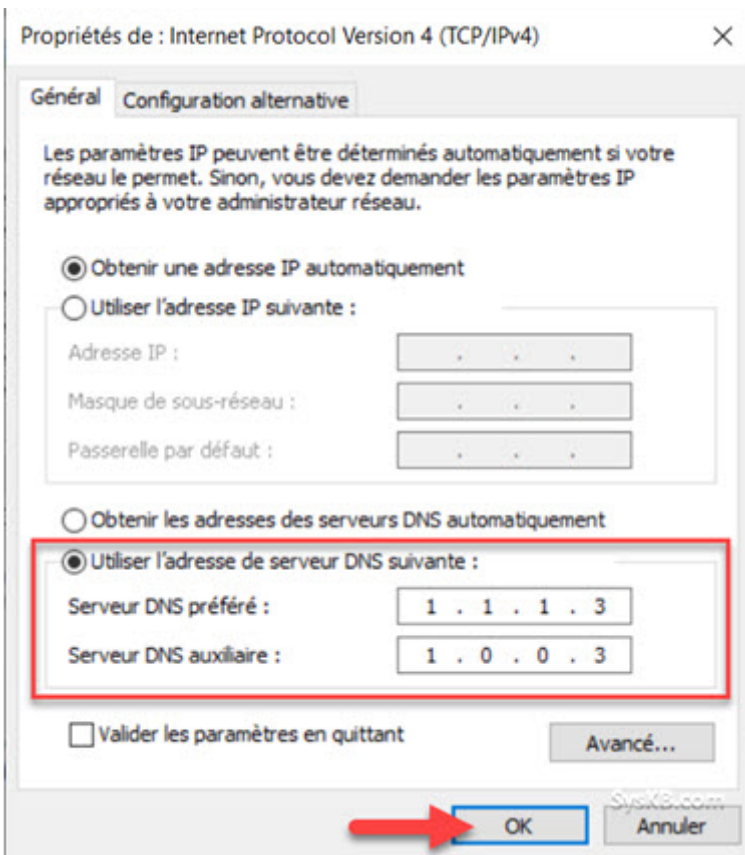 Propriétés de : Internet Protocol Version 4 (TCP/IPv4)
Général
Configuration alternative
Les paramètres IP peuvent être déterminés automatiquement si votre
réseau le permet. Sinon, vous devez demander les paramètres IP
appropriés à votre administrateur réseau.
Obtenir une adresse IP automatiquement
Utiliser l'adresse IP suivante :
Adresse IP :
Masque de sous-réseau :
Passerelle par défaut :
Obtenir les adresses des serveurs DNS automatiquement
Utiliser l'adresse de serveur DNS suivante :
Serveur DNS préféré : 1 . 1 . 1 . 3
Serveur DNS auxiliaire : 1 . 0 . 0 . 3
Valider les paramètres en quittant
Avancé...
SysKB.com
OK
Annuler